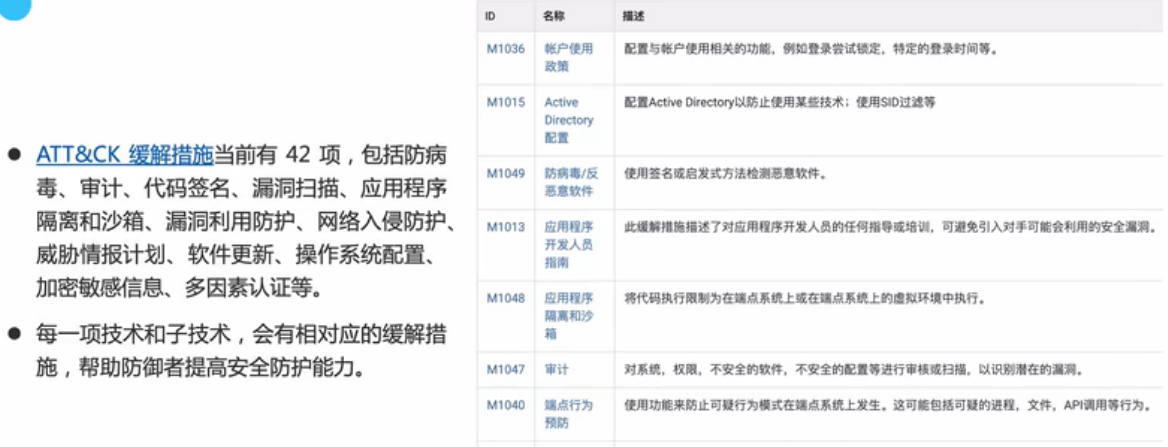 ● ATT&CK 缓解措施当前有 42 项，包括防病
毒、审计、代码签名、漏洞扫描、应用程序
隔离和沙箱、漏洞利用防护、网络入侵防护、
威胁情报计划、软件更新、操作系统配置、
加密敏感信息、多因素认证等。
● 每一项技术和子技术，会有相对应的缓解措
施，帮助防御者提高安全防护能力。
ID 名称 描述
M1036 帐户使用 配置与帐户使用相关的功能，例如登录尝试锁定，特定的登录时间等。
政策
M1015 Active 配置Active Directory以防止使用某些技术；使用SID过滤等
Directory
配置
M1049 防病毒/反 使用签名或启发式方法检测恶意软件。
恶意软件
M1013 应用程序 此缓解措施描述了对应用程序开发人员的任何指导或培训，可避免引入对手可能会利用的安全漏洞。
开发人员
指南
M1048 应用程序 将代码执行限制为在端点系统上或在端点系统上的虚拟环境中执行。
隔离和沙
箱
M1047 审计 对系统，权限，不安全的软件，不安全的配置等进行审核或扫描，以识别潜在的漏洞。
M1040 端点行为 使用功能来防止可疑行为模式在端点系统上发生。这可能包括可疑的进程，文件，API调用等行为。
预防